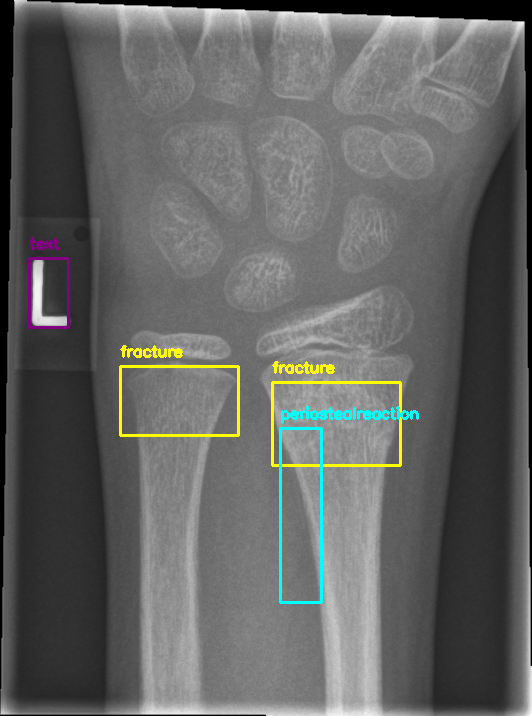 text
L
fracture
fracture
periostealreaction